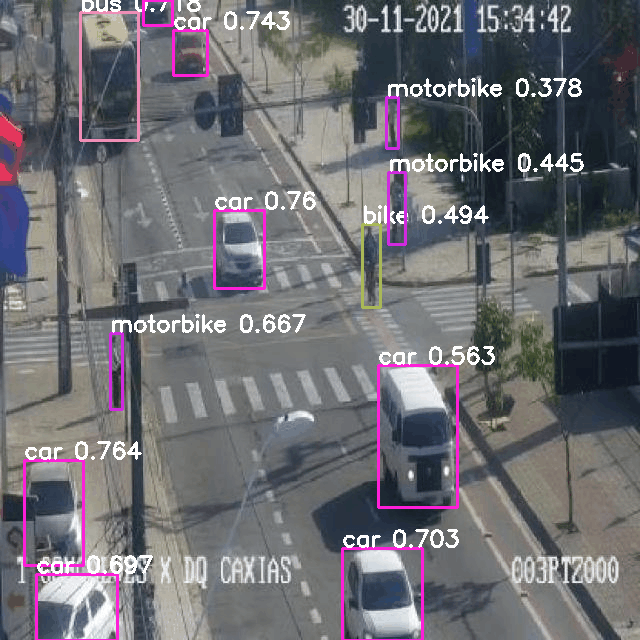 bus 0.718
car 0.743
30-11-2021 15:34:42
motorbike 0.378
motorbike 0.445
car 0.76
bike 0.494
motorbike 0.667
car 0.563
car 0.764
car 0.697
X DQ CAXIAS
003PTZ000
car 0.703